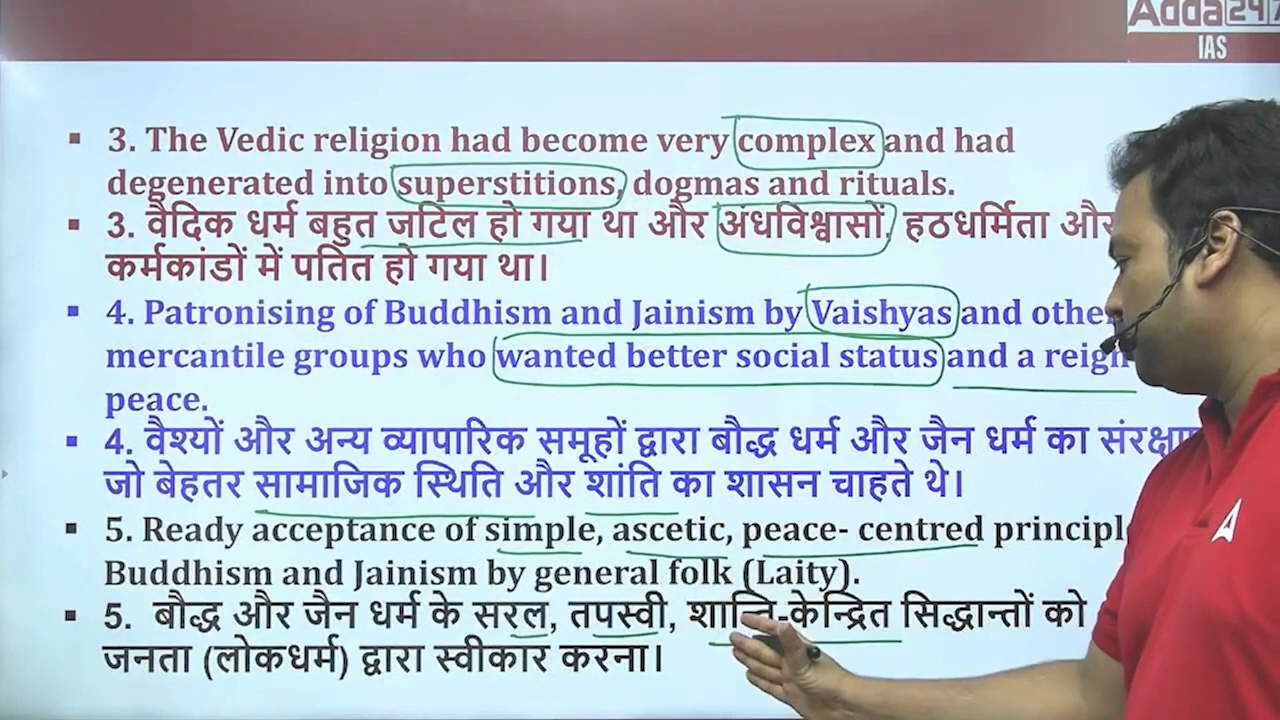 Adda247
IAS
▪ 3. The Vedic religion had become very complex and had
degenerated into superstitions, dogmas and rituals.
▪ 3. वैदिक धर्म बहुत जटिल हो गया था और अंधविश्वासों, हठधर्मिता और
कर्मकांडों में पतित हो गया था।
▪ 4. Patronising of Buddhism and Jainism by Vaishyas and other
mercantile groups who wanted better social status and a reign
peace.
▪ 4. वैश्यों और अन्य व्यापारिक समूहों द्वारा बौद्ध धर्म और जैन धर्म का
जो बेहतर सामाजिक स्थिति और शांति का शासन चाहते थे।
▪ 5. Ready acceptance of simple, ascetic, peace- centred
Buddhism and Jainism by general folk (Laity).
▪ 5. बौद्ध और जैन धर्म के सरल, तपस्वी, शान्ति-केन्द्रित सिद्धान्तों को
जनता (लोकधर्म) द्वारा स्वीकार करना।